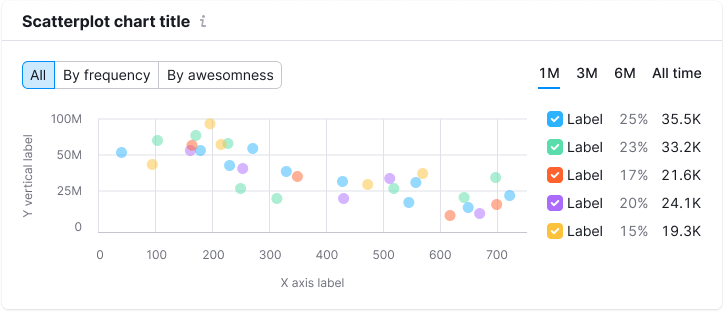 Scatterplot chart title i
All By frequency By awesomness
1M 3M 6M All time
Y vertical label
100M
50M
25M
0
0 100 200 300 400 500 600 700
X axis label
Label 25% 35.5K
Label 23% 33.2K
Label 17% 21.6K
Label 20% 24.1K
Label 15% 19.3K